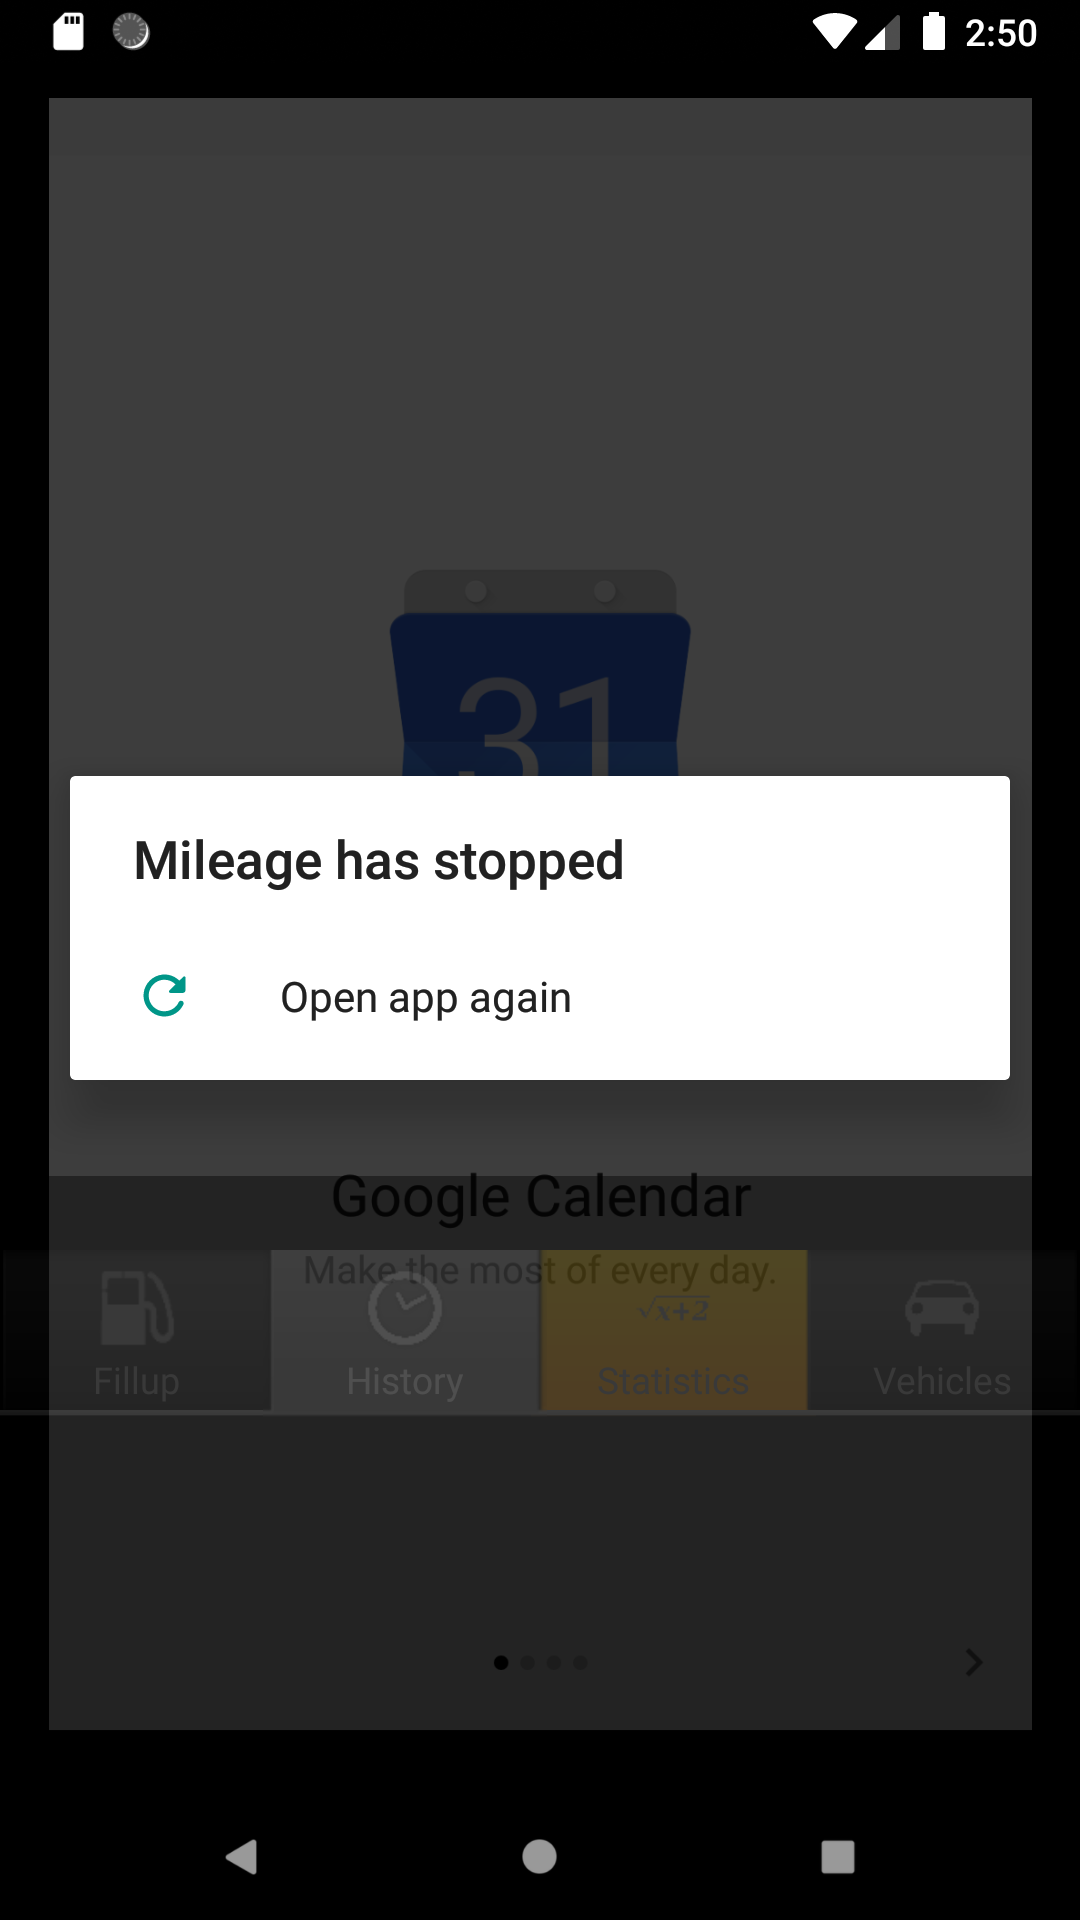 2:50
31
Mileage has stopped
Open app again
Google Calendar
Make the most of every day.
√x+2
Fillup
History
Statistics
Vehicles